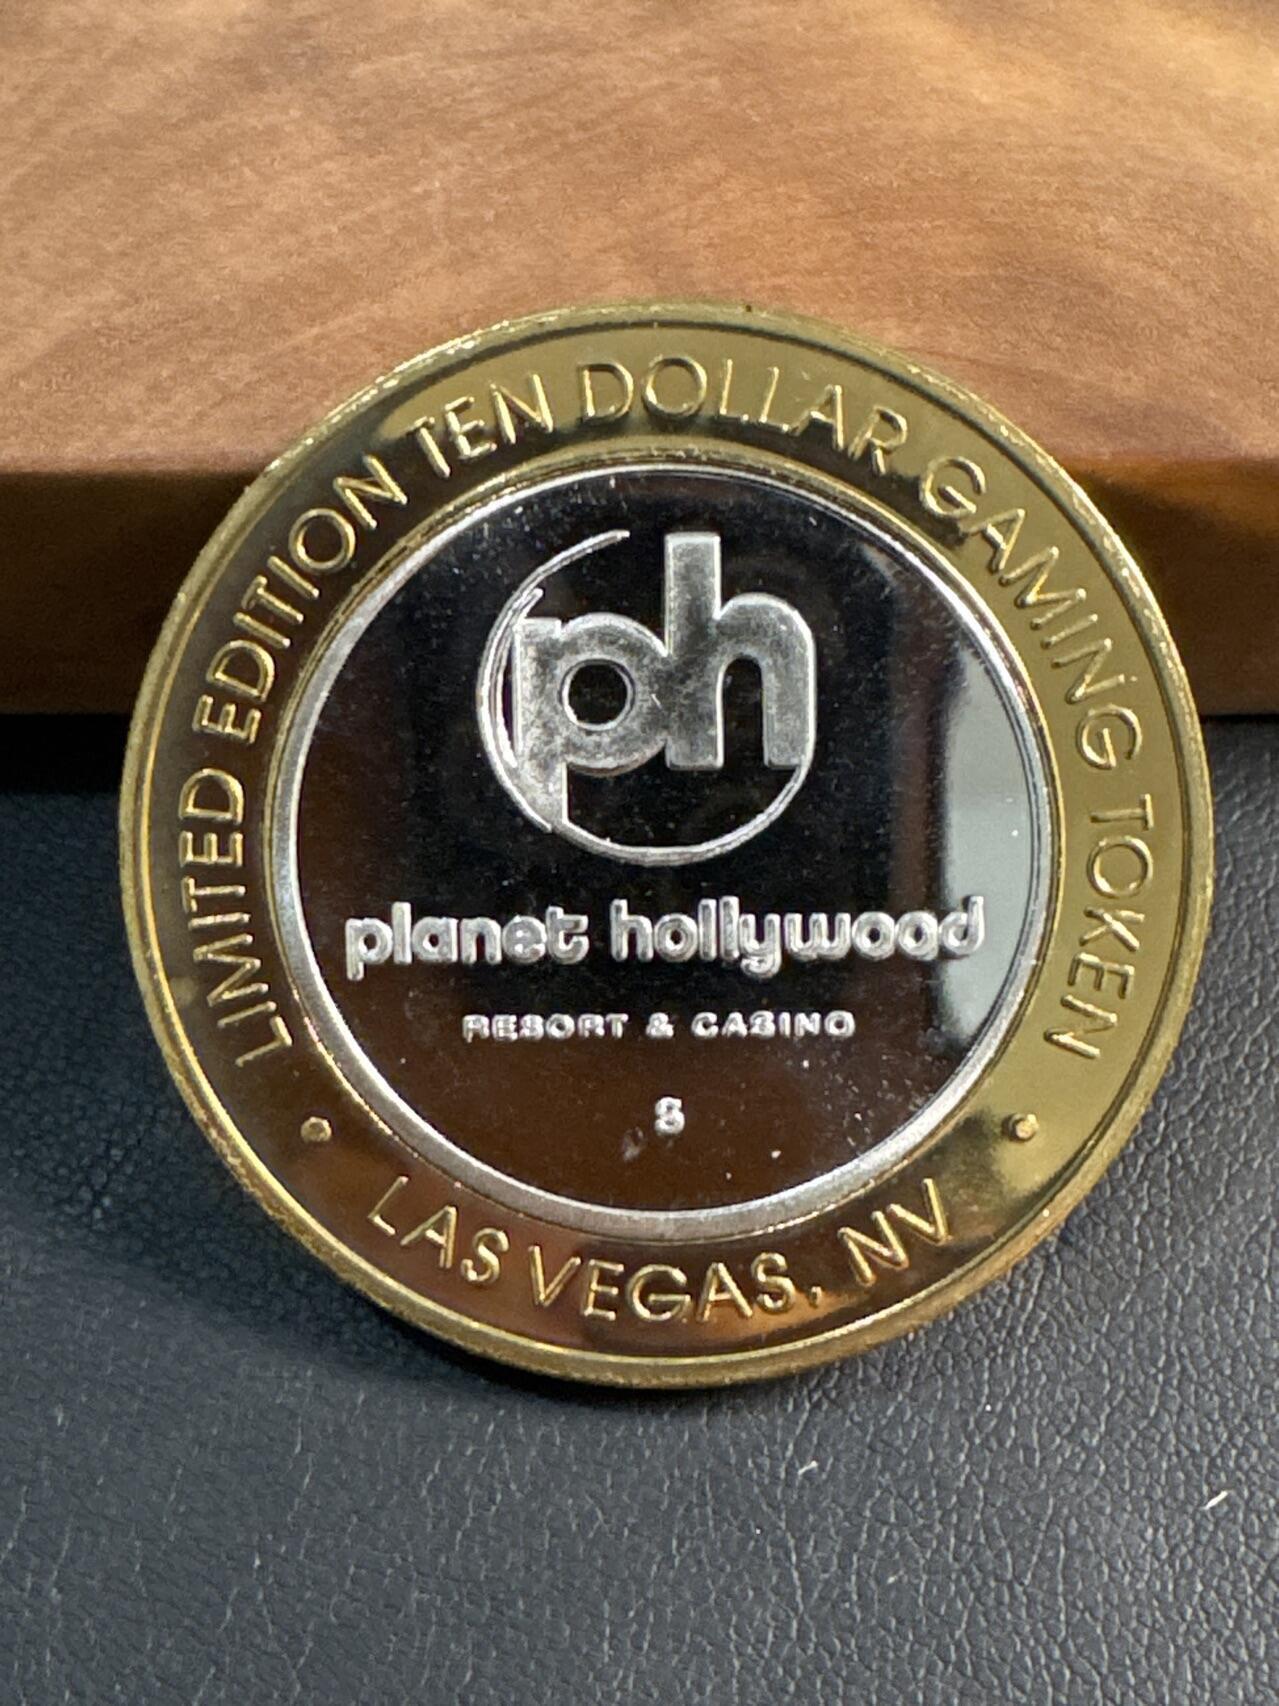 LIMITED EDITION TEN DOLLAR GAMING TOKEN
ph
planet hollywood
RESORT & CASINO
S
• LAS VEGAS, NV •